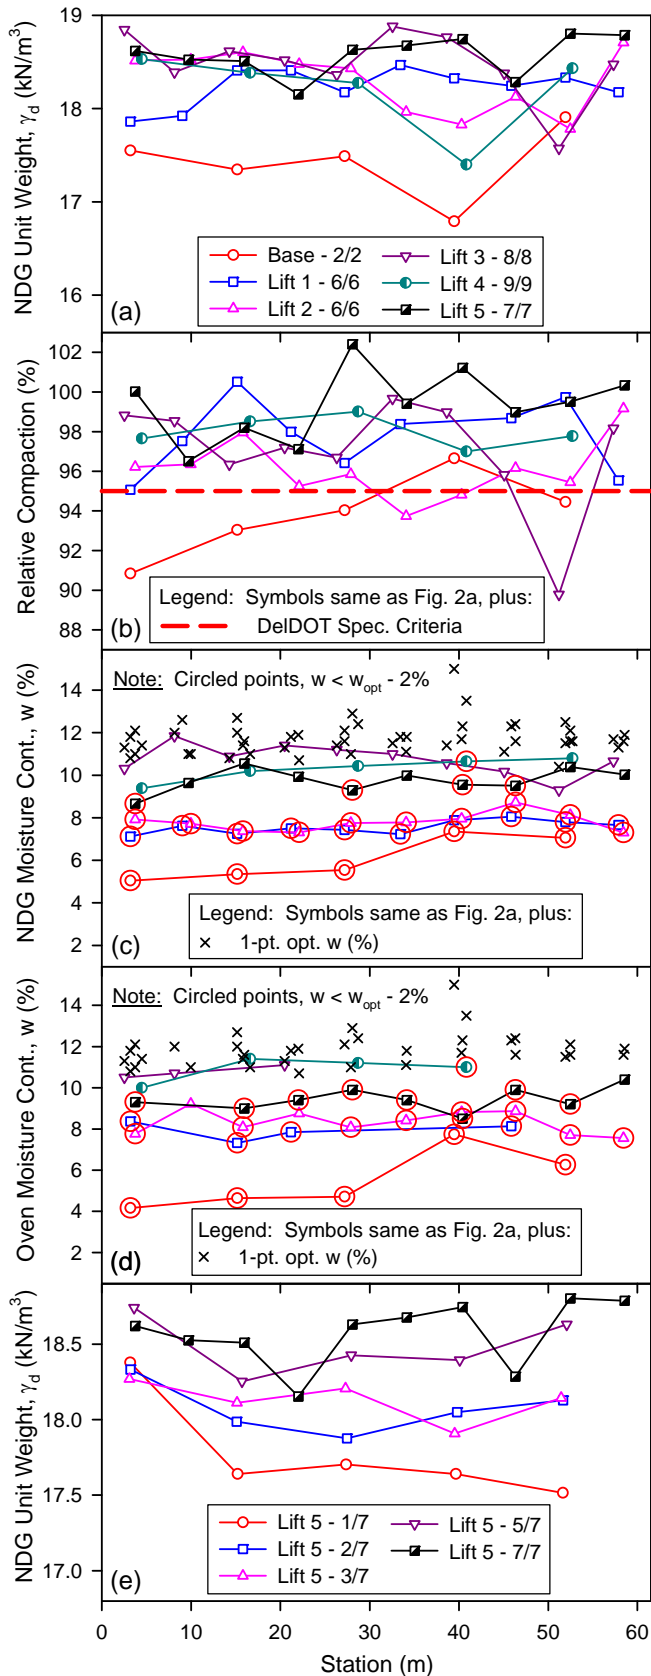 19
18
17
16
NDG Unit Weight, γd (kN/m3)
Base - 2/2
Lift 1 - 6/6
Lift 2 - 6/6
Lift 3 - 8/8
Lift 4 - 9/9
Lift 5 - 7/7
(a)
102
100
98
96
94
92
90
88
Relative Compaction (%)
Legend: Symbols same as Fig. 2a, plus:
DelDOT Spec. Criteria
(b)
Note: Circled points, w < wopt - 2%
14
12
10
8
6
4
2
NDG Moisture Cont., w (%)
Legend: Symbols same as Fig. 2a, plus:
× 1-pt. opt. w (%)
(c)
Note: Circled points, w < wopt - 2%
14
12
10
8
6
4
2
Oven Moisture Cont., w (%)
Legend: Symbols same as Fig. 2a, plus:
× 1-pt. opt. w (%)
(d)
18.5
18.0
17.5
17.0
NDG Unit Weight, γd (kN/m3)
Lift 5 - 1/7
Lift 5 - 2/7
Lift 5 - 3/7
Lift 5 - 5/7
Lift 5 - 7/7
(e)
0 10 20 30 40 50 60
Station (m)